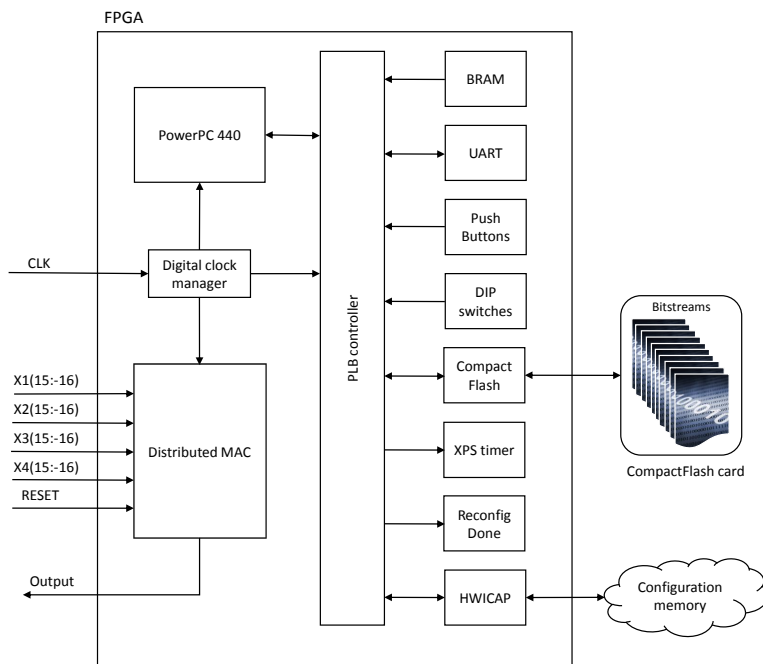 FPGA
PowerPC 440
BRAM
UART
Push
Buttons
CLK
Digital clock
manager
DIP
switches
PLB controller
Bitstreams
Compact
Flash
X1(15:-16)
X2(15:-16)
X3(15:-16)
X4(15:-16)
RESET
Distributed MAC
XPS timer
CompactFlash card
Reconfig
Done
Output
HWICAP
Configuration
memory